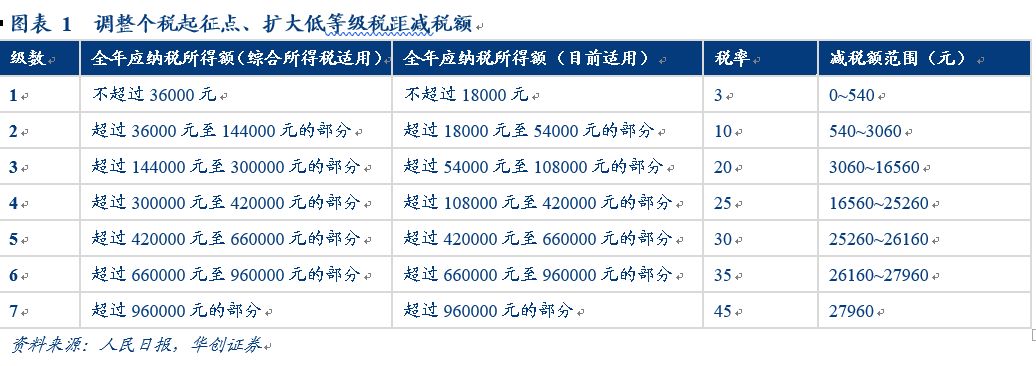 图表 1 调整个税起征点、扩大低等级税距减税额
级数 全年应纳税所得额(综合所得税适用) 全年应纳税所得额（目前适用） 税率 减税额范围（元）
1 不超过 36000 元 不超过 18000 元 3 0~540
2 超过 36000 元至 144000 元的部分 超过 18000 元至 54000 元的部分 10 540~3060
3 超过 144000 元至 300000 元的部分 超过 54000 元至 108000 元的部分 20 3060~16560
4 超过 300000 元至 420000 元的部分 超过 108000 元至 420000 元的部分 25 16560~25260
5 超过 420000 元至 660000 元的部分 超过 420000 元至 660000 元的部分 30 25260~26160
6 超过 660000 元至 960000 元的部分 超过 660000 元至 960000 元的部分 35 26160~27960
7 超过 960000 元的部分 超过 960000 元的部分 45 27960
资料来源：人民日报，华创证券